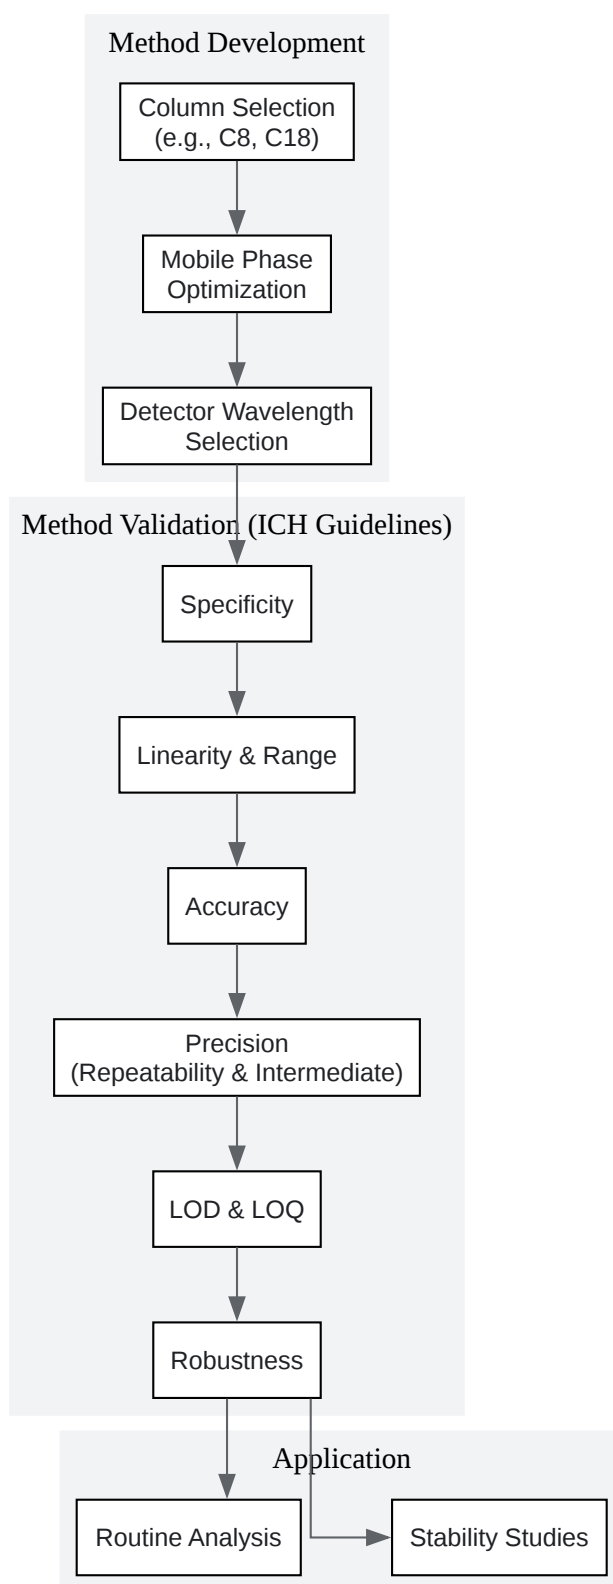 Method Development
Column Selection
(e.g., C8, C18)
Mobile Phase
Optimization
Detector Wavelength
Selection
Method Validation (ICH Guidelines)
Specificity
Linearity & Range
Accuracy
Precision
(Repeatability & Intermediate)
LOD & LOQ
Robustness
Application
Routine Analysis
Stability Studies